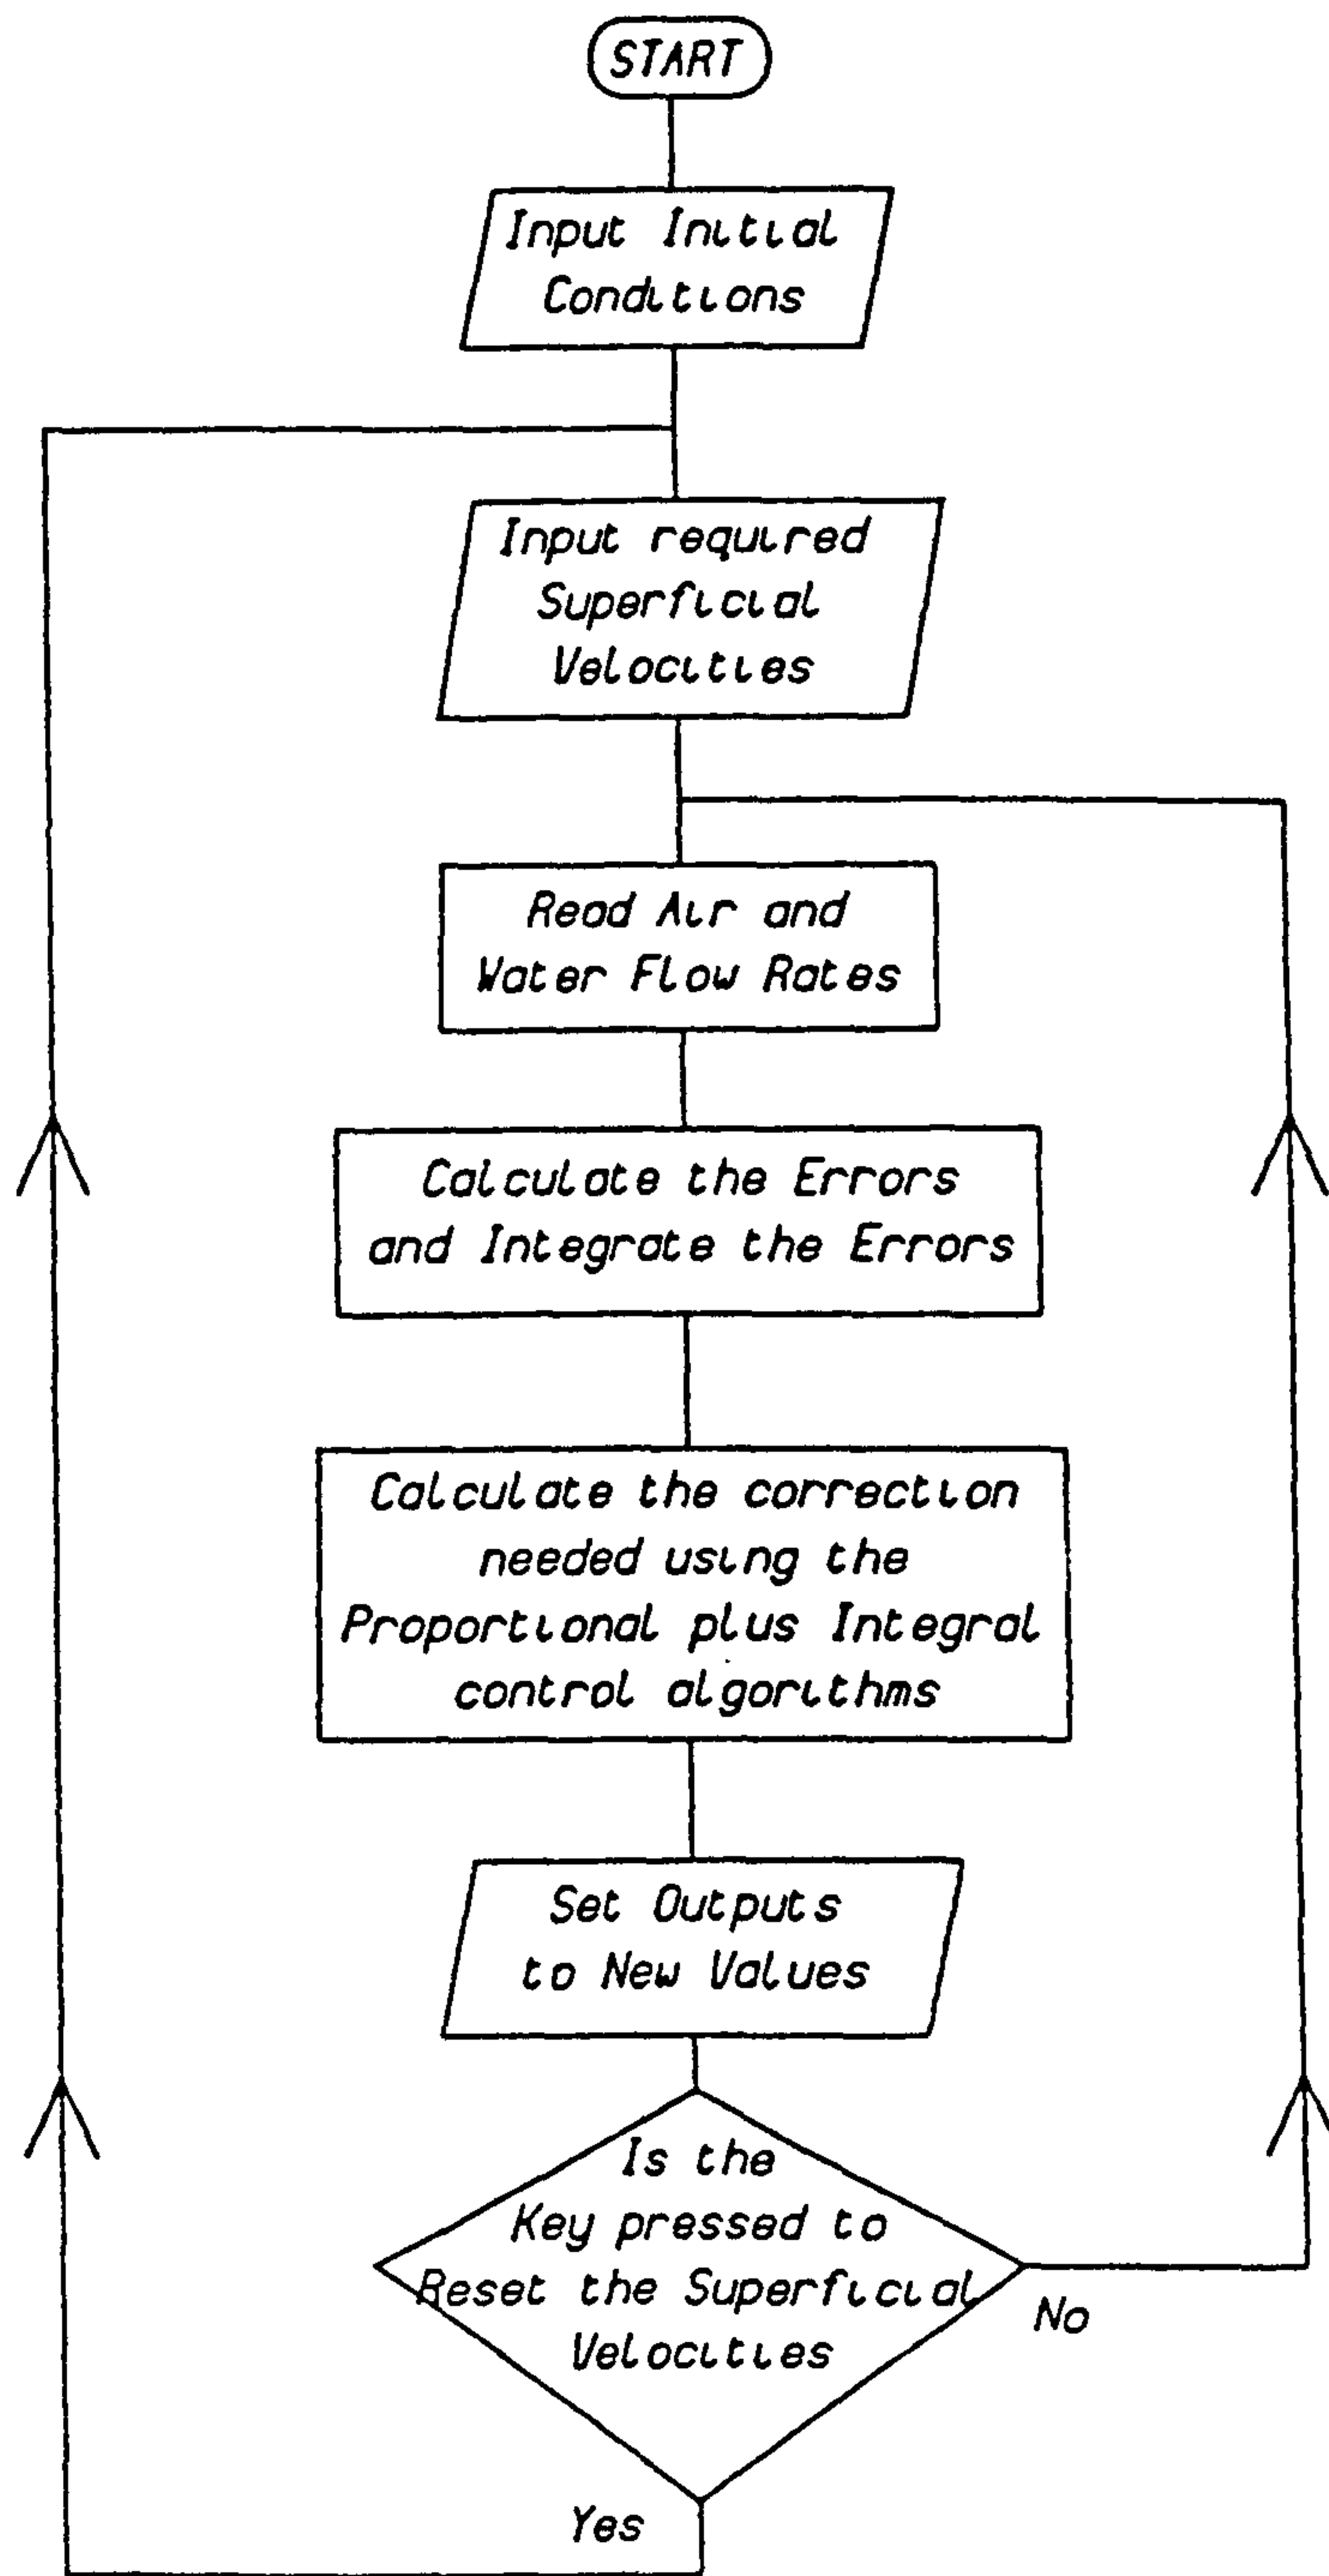 START
Input Initial
Conditions
Input required
Superficial
Velocities
Read Air and
Water Flow Rates
Calculate the Errors
and Integrate the Errors
Calculate the correction
needed using the
Proportional plus Integral
control algorithms
Set Outputs
to New Values
Is the
Key pressed to
Reset the Superficial
Velocities
No
Yes